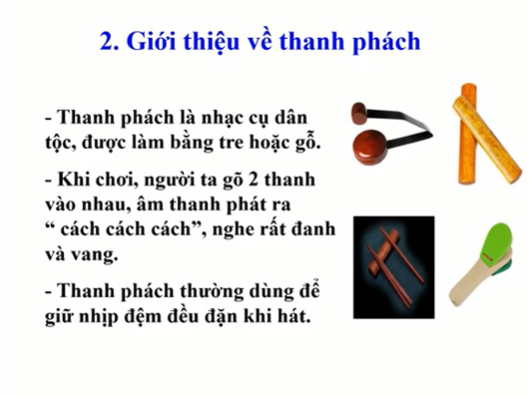 2. Giới thiệu về thanh phách
- Thanh phách là nhạc cụ dân
tộc, được làm bằng tre hoặc gỗ.
- Khi chơi, người ta gõ 2 thanh
vào nhau, âm thanh phát ra
“ cách cách cách”, nghe rất đanh
và vang.
- Thanh phách thường dùng để
giữ nhịp đệm đều đặn khi hát.